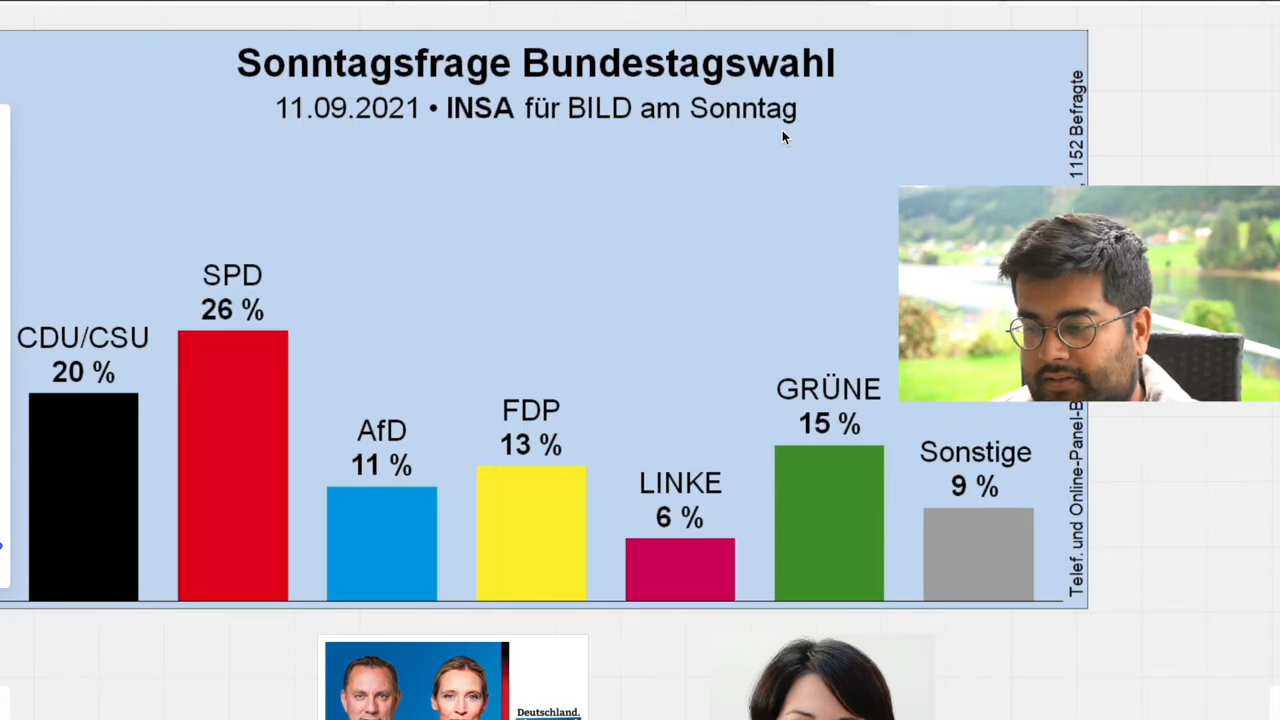 Sonntagsfrage Bundestagswahl
11.09.2021 • INSA für BILD am Sonntag
CDU/CSU
20 %
SPD
26 %
AfD
11 %
FDP
13 %
LINKE
6 %
GRÜNE
15 %
Sonstige
9 %
Telef. und Online-Panel-B
, 1152 Befragte
Deutschland.